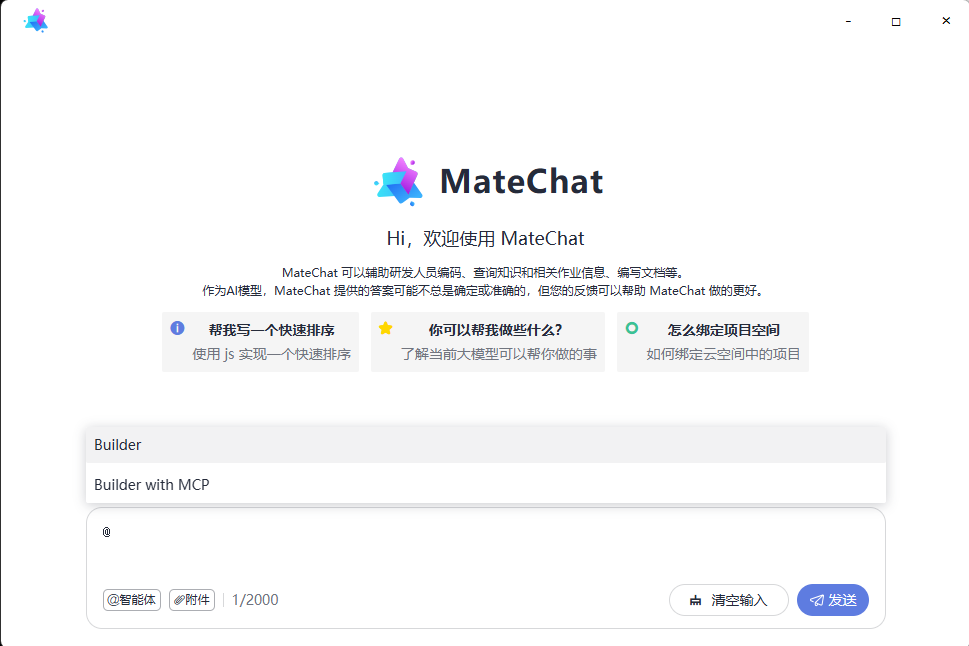 MateChat
Hi，欢迎使用 MateChat
MateChat 可以辅助研发人员编码、查询知识和相关作业信息、编写文档等。
作为AI模型，MateChat 提供的答案可能不总是确定或准确的，但您的反馈可以帮助 MateChat 做的更好。
帮我写一个快速排序
使用 js 实现一个快速排序
你可以帮我做些什么?
了解当前大模型可以帮你做的事
怎么绑定项目空间
如何绑定云空间中的项目
Builder
Builder with MCP
@
@智能体 附件 1/2000 清空输入 发送